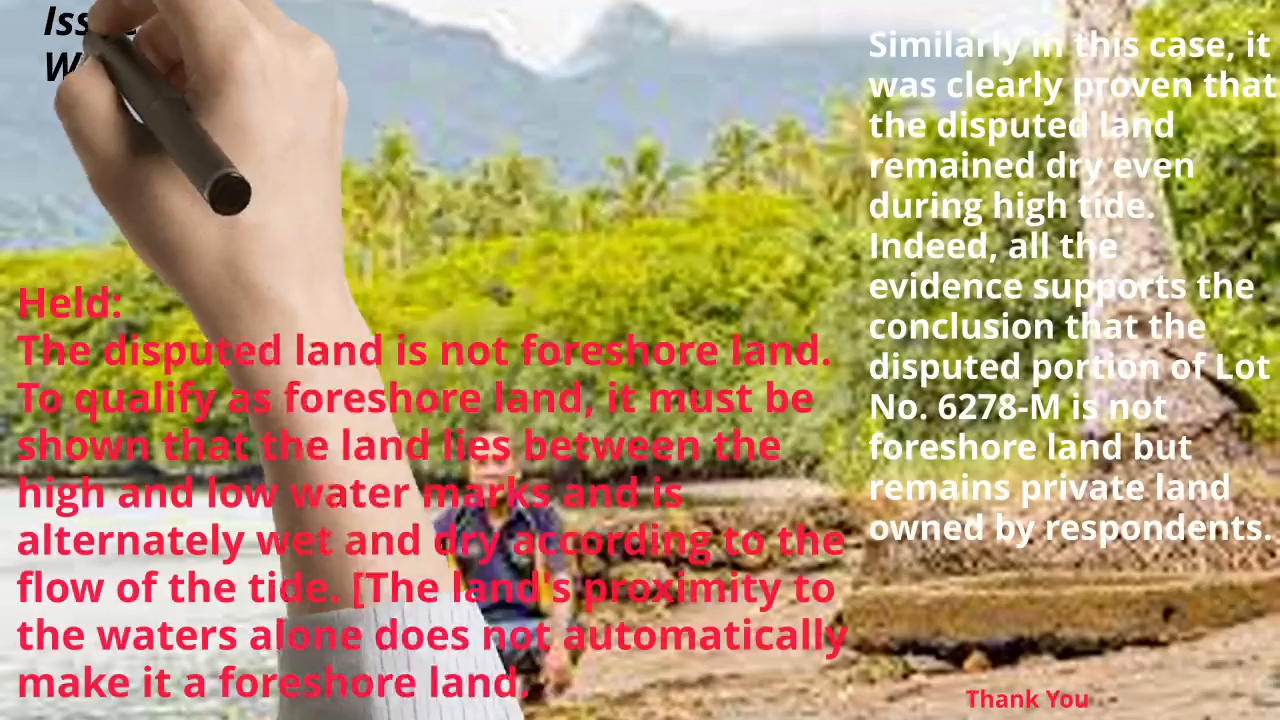 Held:
The disputed land is not foreshore land.
To qualify as foreshore land, it must be
shown that the land lies between the
high and low water marks and is
alternately wet and dry according to the
flow of the tide. [The land's proximity to
the waters alone does not automatically
make it a foreshore land.
Similarly in this case, it
was clearly proven that
the disputed land
remained dry even
during high tide.
Indeed, all the
evidence supports the
conclusion that the
disputed portion of Lot
No. 6278-M is not
foreshore land but
remains private land
owned by respondents.
Thank You